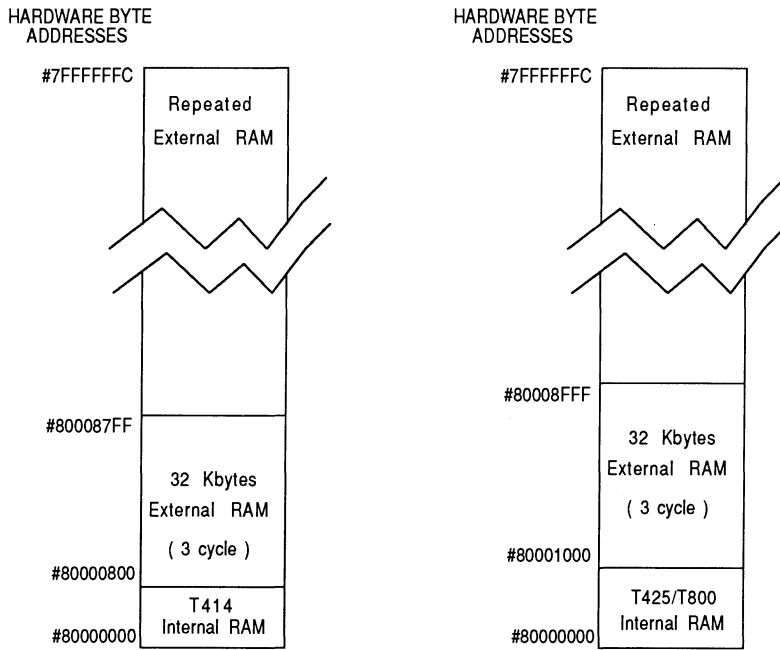 HARDWARE BYTE
ADDRESSES
#7FFFFFFC
Repeated
External RAM
#800087FF
32 Kbytes
External RAM
( 3 cycle )
#80000800
T414
Internal RAM
#80000000
HARDWARE BYTE
ADDRESSES
#7FFFFFFC
Repeated
External RAM
#80008FFF
32 Kbytes
External RAM
( 3 cycle )
#80001000
T425/T800
Internal RAM
#80000000